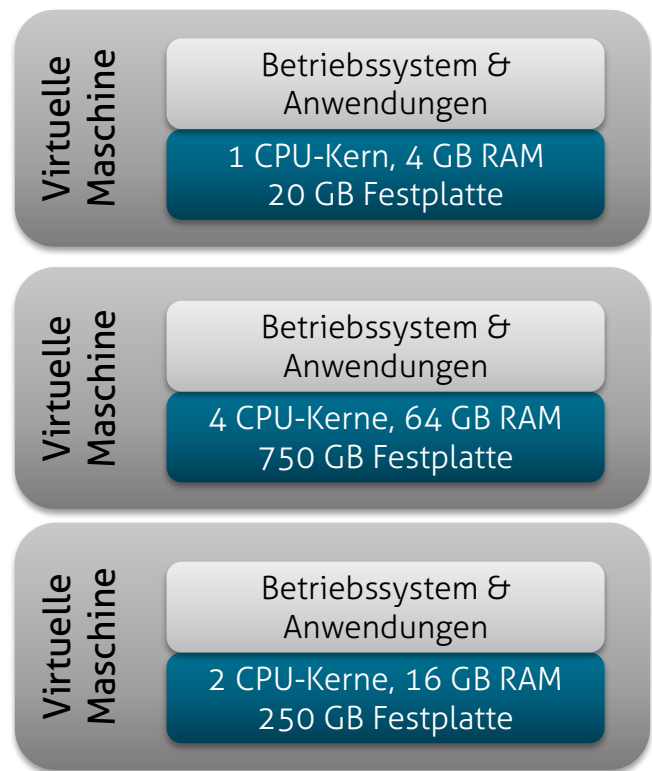 Virtuelle
Maschine
Betriebssystem &
Anwendungen
1 CPU-Kern, 4 GB RAM
20 GB Festplatte
Virtuelle
Maschine
Betriebssystem &
Anwendungen
4 CPU-Kerne, 64 GB RAM
750 GB Festplatte
Virtuelle
Maschine
Betriebssystem &
Anwendungen
2 CPU-Kerne, 16 GB RAM
250 GB Festplatte